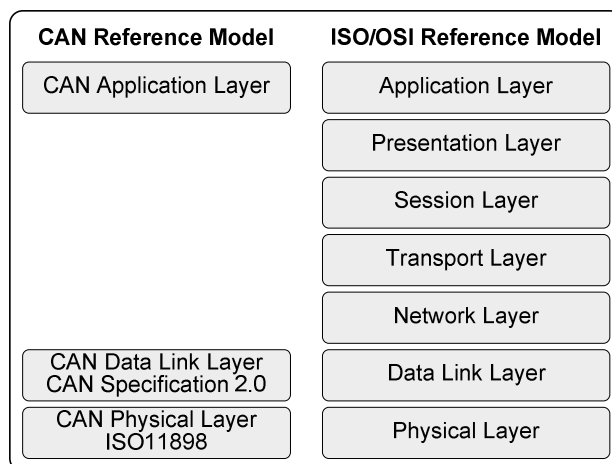 CAN Reference Model
CAN Application Layer
CAN Data Link Layer
CAN Specification 2.0
CAN Physical Layer
ISO11898
ISO/OSI Reference Model
Application Layer
Presentation Layer
Session Layer
Transport Layer
Network Layer
Data Link Layer
Physical Layer